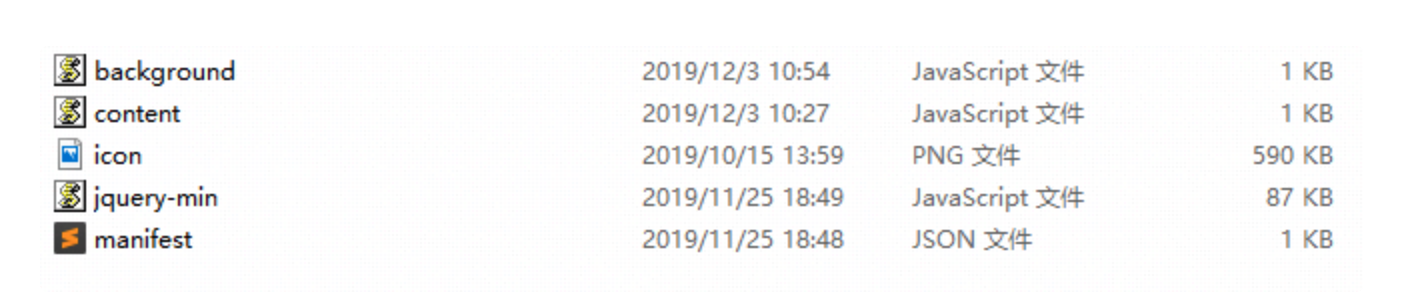 background 2019/12/3 10:54 JavaScript 文件 1 KB
content 2019/12/3 10:27 JavaScript 文件 1 KB
icon 2019/10/15 13:59 PNG 文件 590 KB
jquery-min 2019/11/25 18:49 JavaScript 文件 87 KB
manifest 2019/11/25 18:48 JSON 文件 1 KB